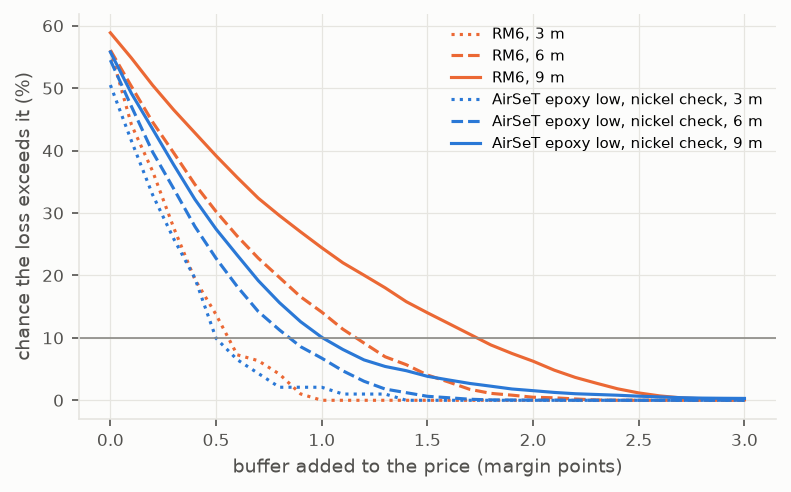 60
50
40
30
20
10
0
chance the loss exceeds it (%)
RM6, 3 m
RM6, 6 m
RM6, 9 m
AirSeT epoxy low, nickel check, 3 m
AirSeT epoxy low, nickel check, 6 m
AirSeT epoxy low, nickel check, 9 m
0.0 0.5 1.0 1.5 2.0 2.5 3.0
buffer added to the price (margin points)